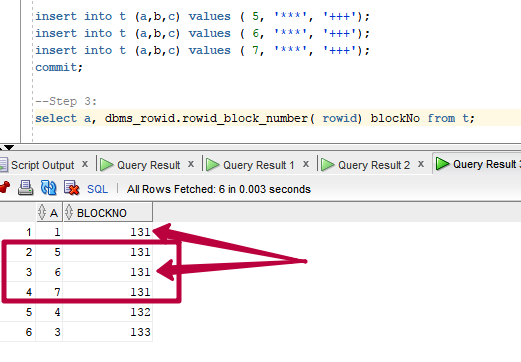 insert into t (a,b,c) values ( 5, '***', '+++');
insert into t (a,b,c) values ( 6, '***', '+++');
insert into t (a,b,c) values ( 7, '***', '+++');
commit;
--Step 3:
select a, dbms_rowid.rowid_block_number( rowid) blockNo from t;
Script Output x Query Result x Query Result 1 x Query Result 2 x Query Result 3
SQL | All Rows Fetched: 6 in 0.003 seconds
A BLOCKNO
1 1 131
2 5 131
3 6 131
4 7 131
5 4 132
6 3 133